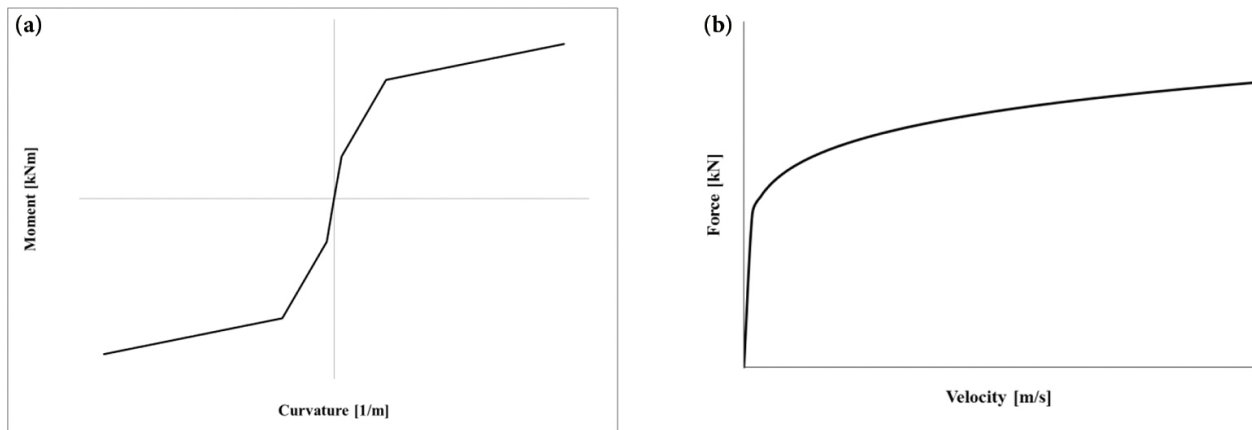 (a)
Moment [kNm]
Curvature [1/m]
(b)
Force [kN]
Velocity [m/s]